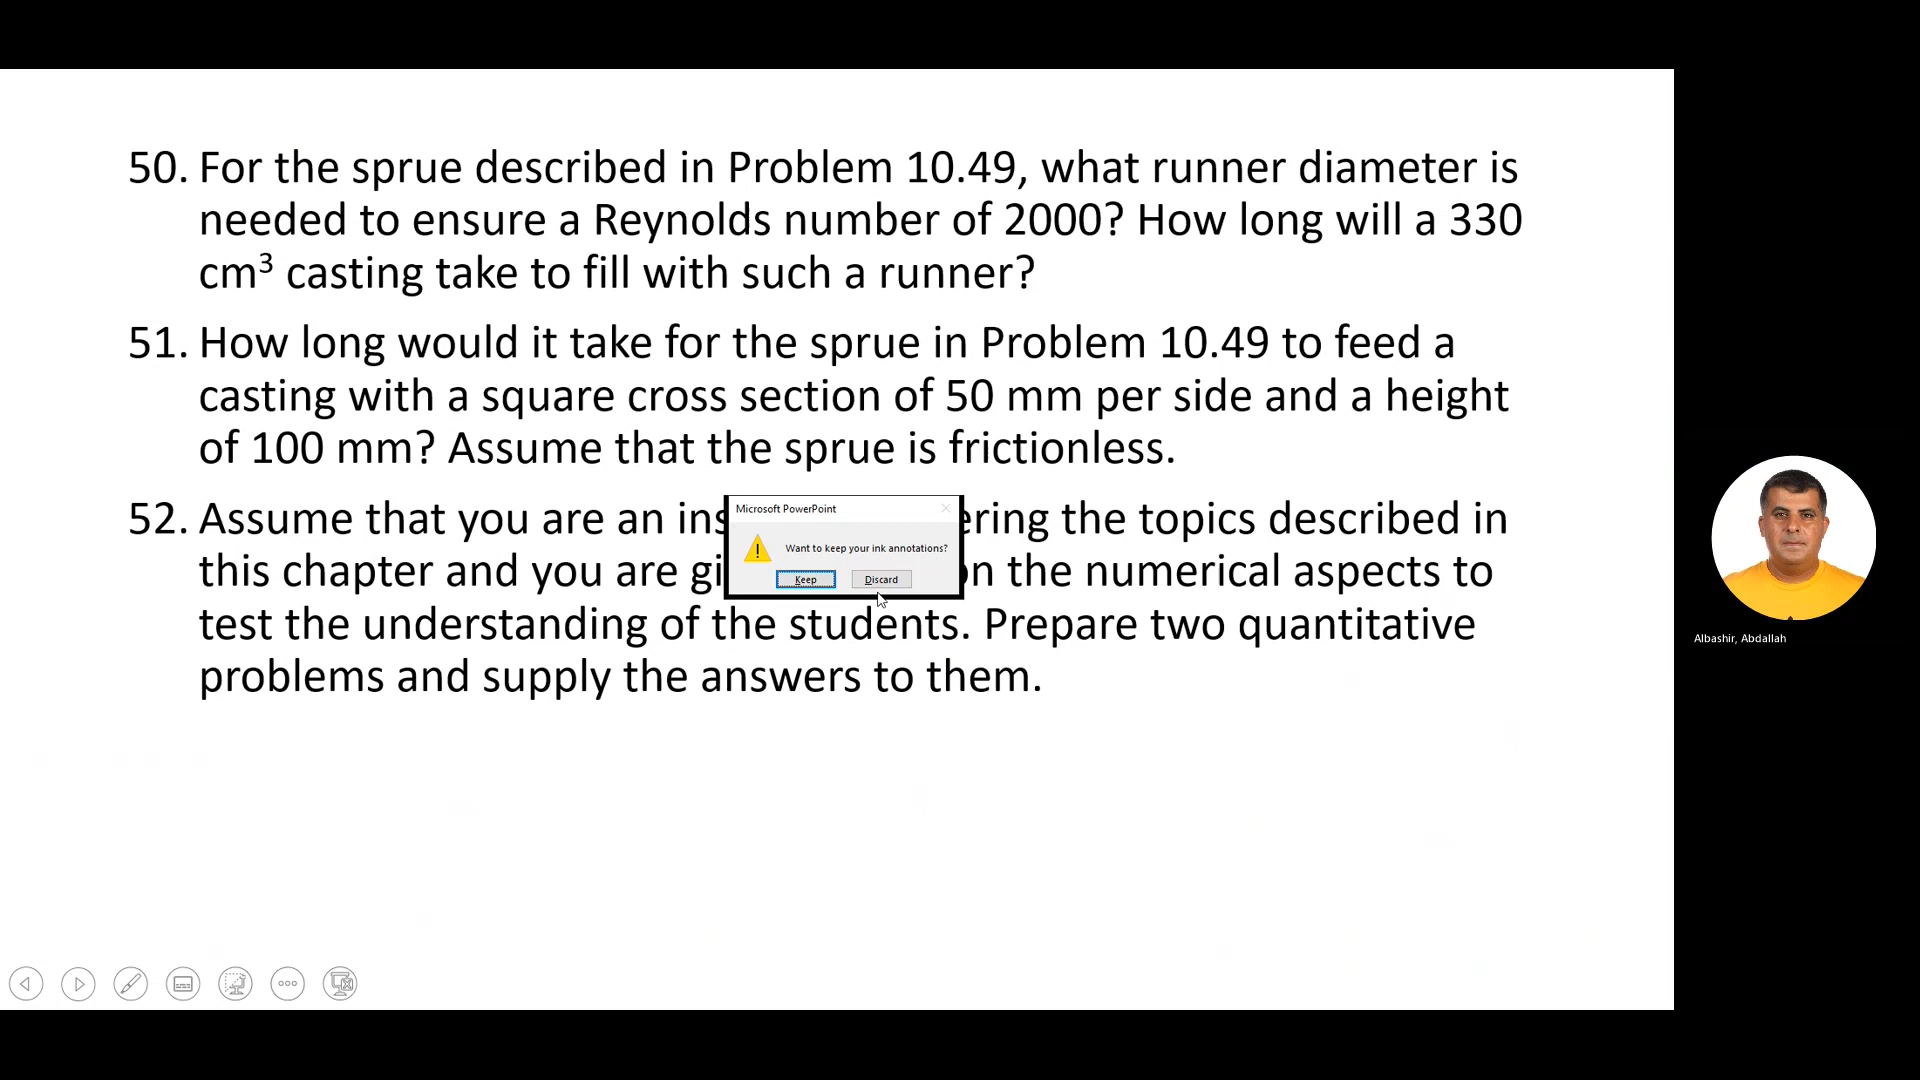 50. For the sprue described in Problem 10.49, what runner diameter is
needed to ensure a Reynolds number of 2000? How long will a 330
cm³ casting take to fill with such a runner?
51. How long would it take for the sprue in Problem 10.49 to feed a
casting with a square cross section of 50 mm per side and a height
of 100 mm? Assume that the sprue is frictionless.
52. Assume that you are an ins
ering the topics described in
Microsoft PowerPoint
Want to keep your ink annotations?
Keep Discard
this chapter and you are gi
n the numerical aspects to
test the understanding of the students. Prepare two quantitative
problems and supply the answers to them.
Albashir, Abdallah